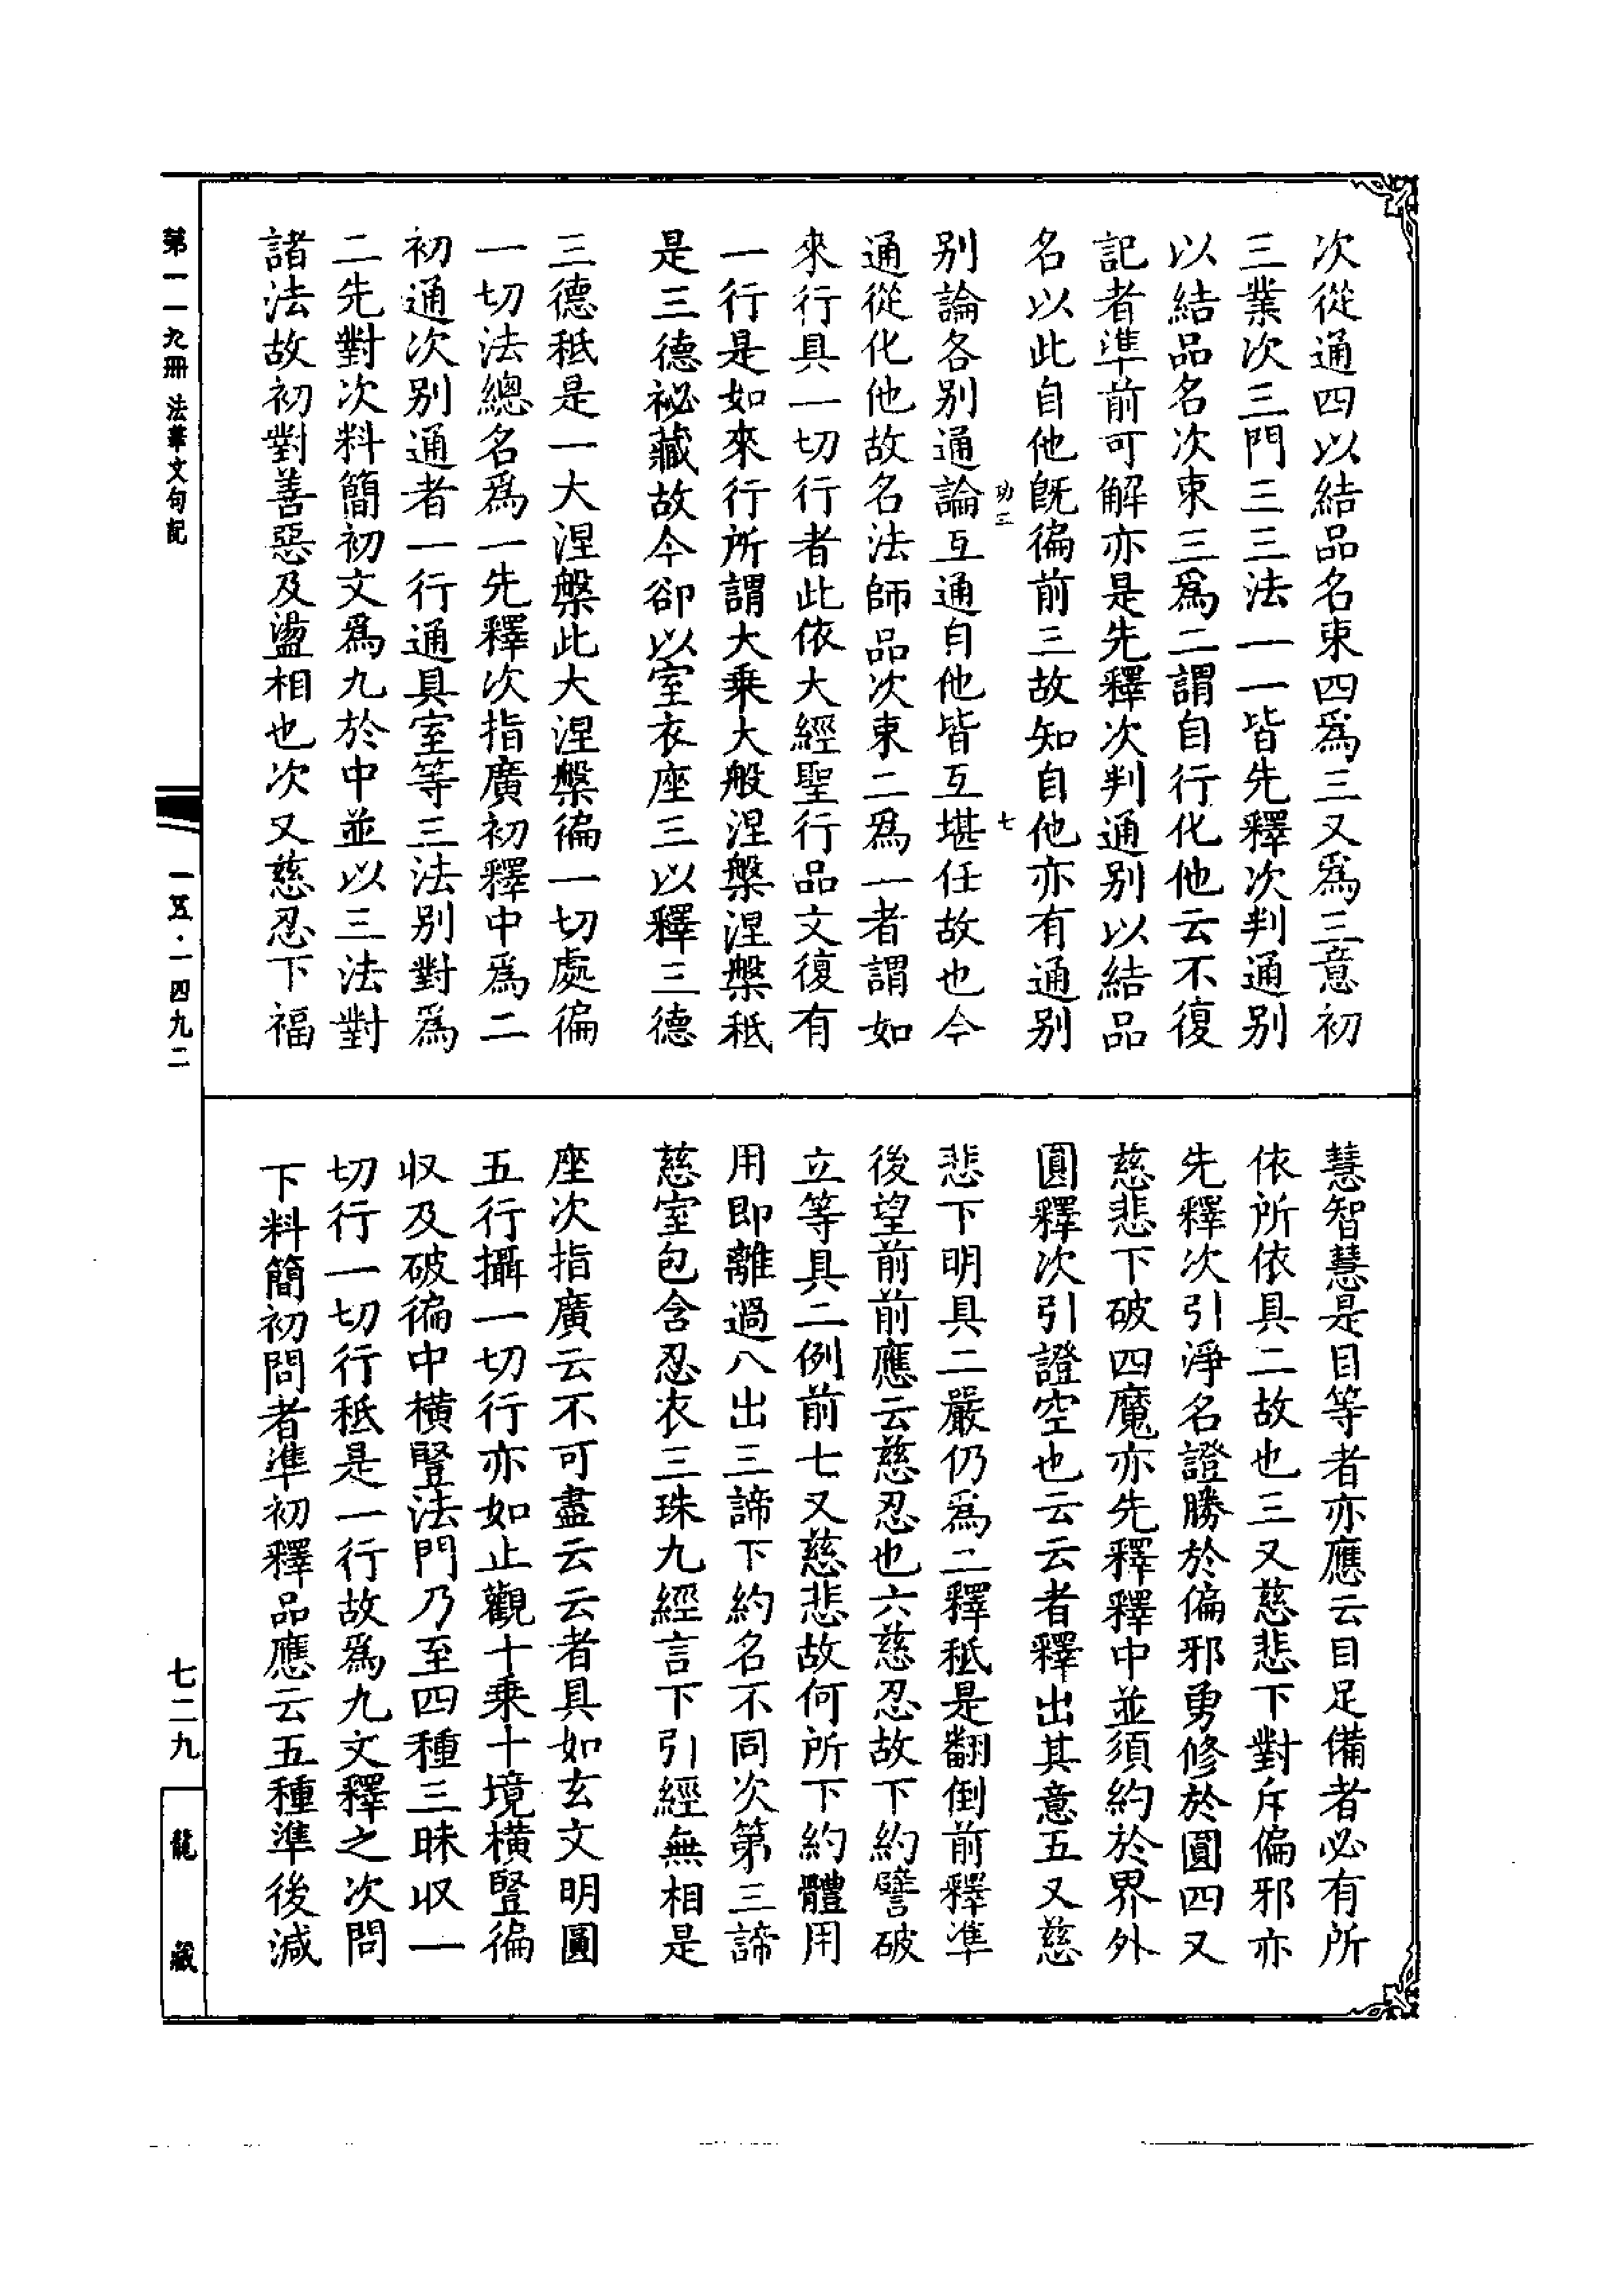 次從通四以結品名束四爲三又爲三意初
三業次三門三三法一一皆先釋次判通別
以結品名次束三爲二謂自行化他云不復
記者準前可解亦是先釋次判通別以結品
名以此自他旣徧前三故知自他亦有通別
功三
七
別論各別通論互通自他皆互堪任故也今
通從化他故名法師品次束二爲一者謂如
來行具一切行者此依大經聖行品文復有
一行是如來行所謂大乗大般涅槃涅槃秖
是三德祕藏故今卻以室衣座三以釋三德
三德秖是一大涅槃此大涅槃徧一切處徧
一切法總名爲一先釋次指廣初釋中爲二
初通次別通者一行通具室等三法別對爲
二先對次料簡初文爲九於中並以三法對
諸法故初對善惡及盪相也次又慈忍下福
慧智慧是目等者亦應云目足備者必有所
依所依具二故也三又慈悲下對斥偏邪亦
先釋次引淨名證勝於偏邪勇修於圓四又
慈悲下破四魔亦先釋釋中並須約於界外
圓釋次引證空也云云者釋出其意五又慈
悲下明具二嚴仍爲二釋秖是翻倒前釋準
後望前前應云慈忍也六慈忍故下約譬破
立等具二例前七又慈悲故何所下約體用
用即離過八出三諦下約名不同次第三諦
慈室包含忍衣三珠九經言下引經無相是
座次指廣云不可盡云云者具如玄文明圓
五行攝一切行亦如止觀十乗十境橫豎徧
収及破徧中橫豎法門乃至四種三昧収一
切行一切行秖是一行故爲九文釋之次問
下料簡初問者準初釋品應云五種準後減
第一一九冊 法華文句記
一五·一四九二
七二九
龍藏